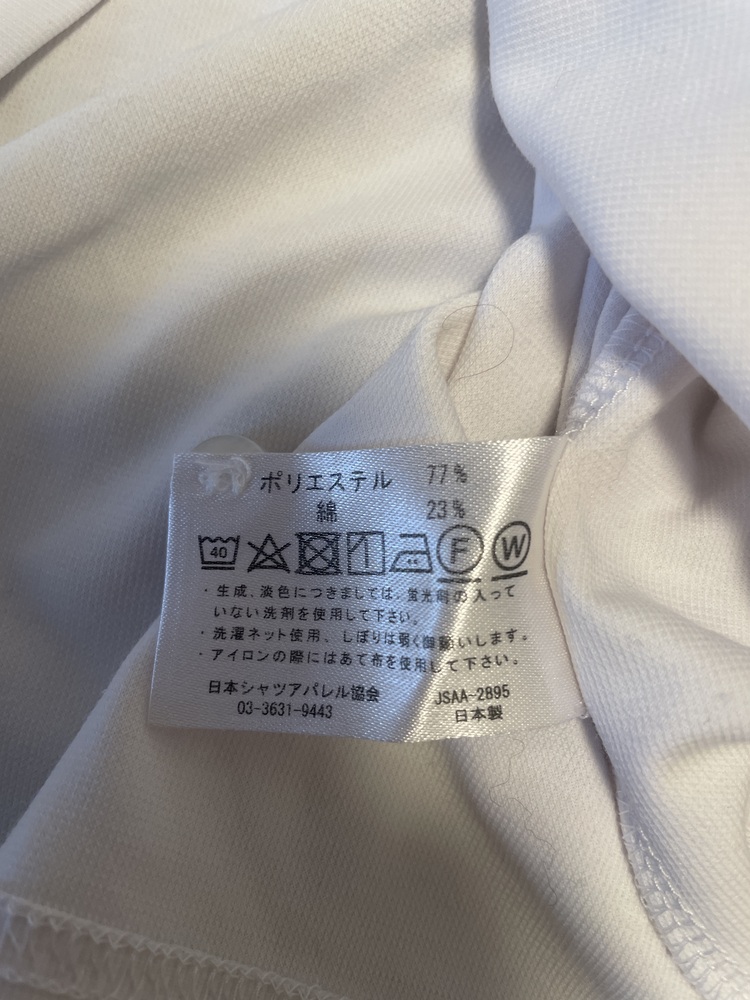 ポリエステル 77%
綿 23%
40 F W
・生成、淡色につきましては、蛍光剤の入って
いない洗剤を使用して下さい。
・洗濯ネット使用、しぼりは弱く御願いします。
・アイロンの際にはあて布を使用して下さい。
日本シャツアパレル協会 JSAA-2895
03-3631-9443 日本製